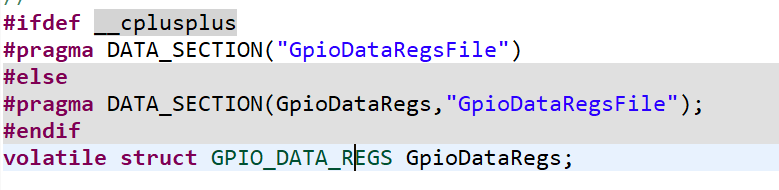 //
#ifdef __cplusplus
#pragma DATA_SECTION("GpioDataRegsFile")
#else
#pragma DATA_SECTION(GpioDataRegs,"GpioDataRegsFile");
#endif
volatile struct GPIO_DATA_REGS GpioDataRegs;